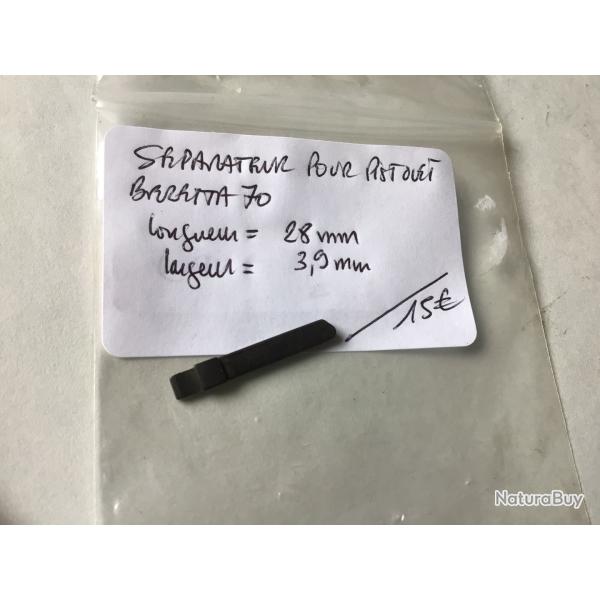 SEPARATEUR POUR PISTOLET
BERETTA 70
longueur = 28 mm
largeur = 3,9 mm
15€
NaturaBuy